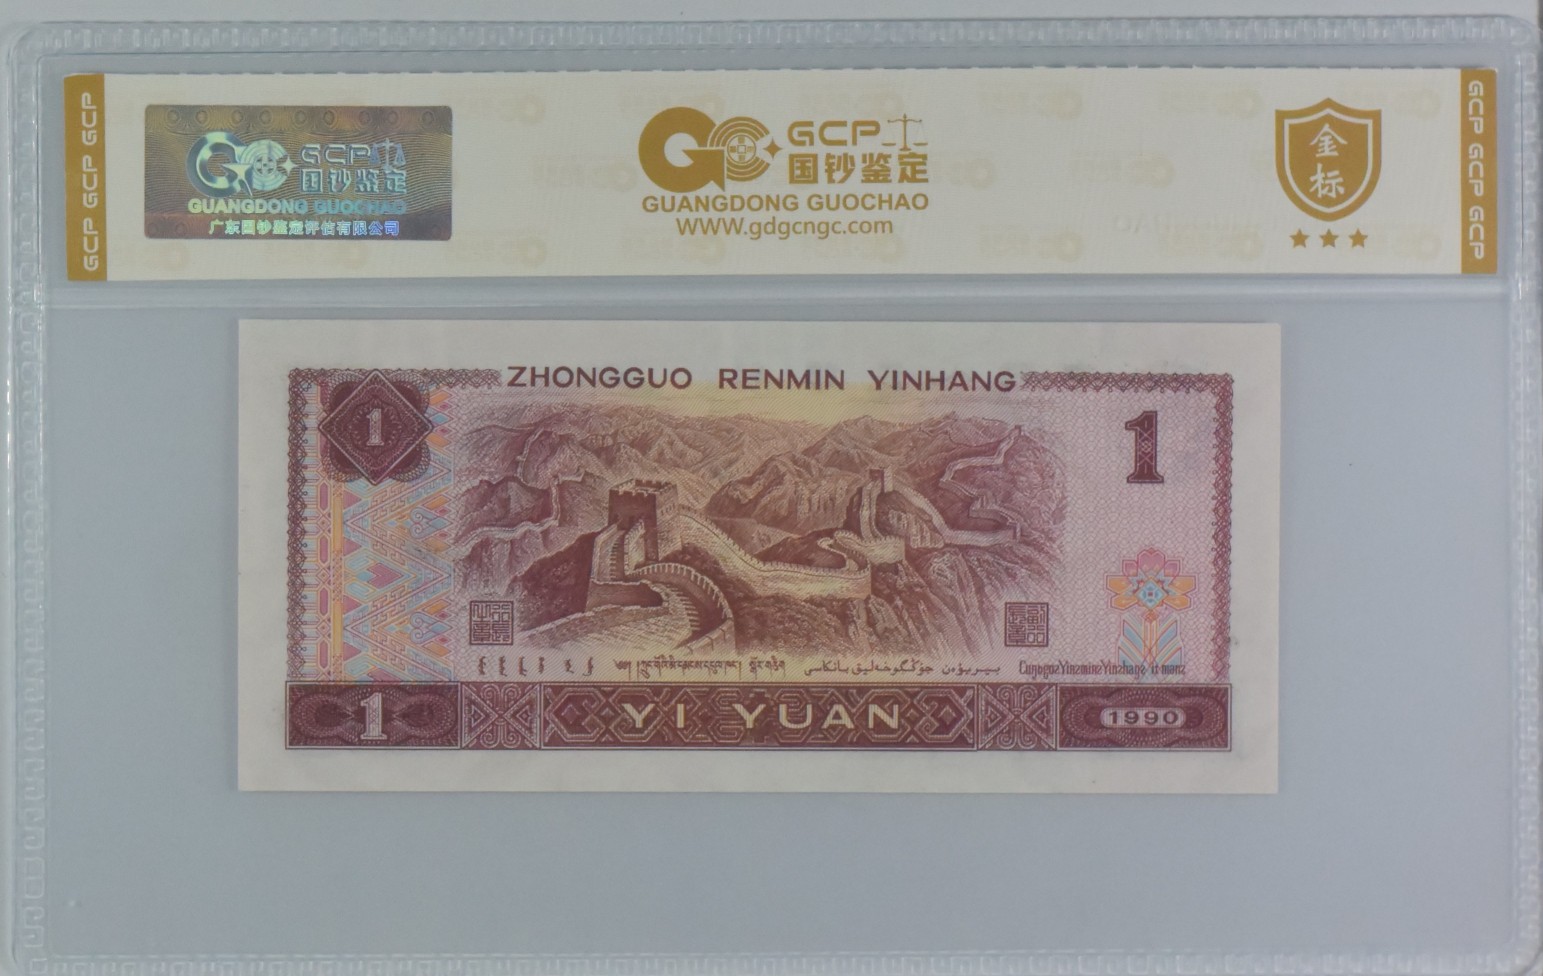 GCP GCP GCP
GCP
国钞鉴定
GUANGDONG GUOCHAO
广东国钞鉴定评估有限公司
GCP
国钞鉴定
GUANGDONG GUOCHAO
WWW.gdgcngc.com
金标
GCP GCP GCP
ZHONGGUO RENMIN YINHANG
1
1
1
YI YUAN
1990